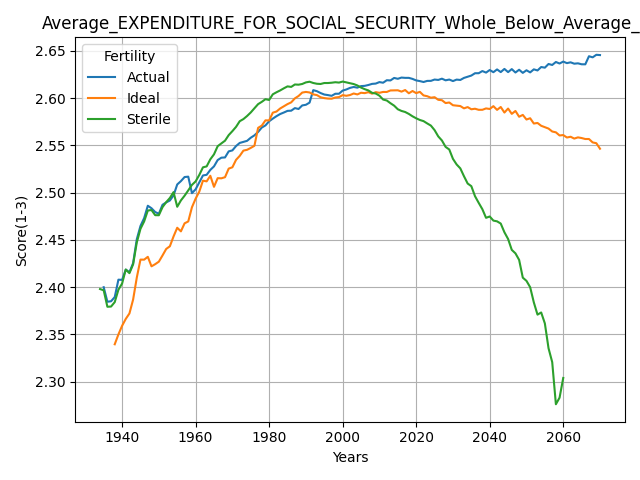 Average_EXPENDITURE_FOR_SOCIAL_SECURITY_Whole_Below_Average_
Fertility
Actual
Ideal
Sterile
Score(1-3)
2.65
2.60
2.55
2.50
2.45
2.40
2.35
2.30
1940 1960 1980 2000 2020 2040 2060
Years